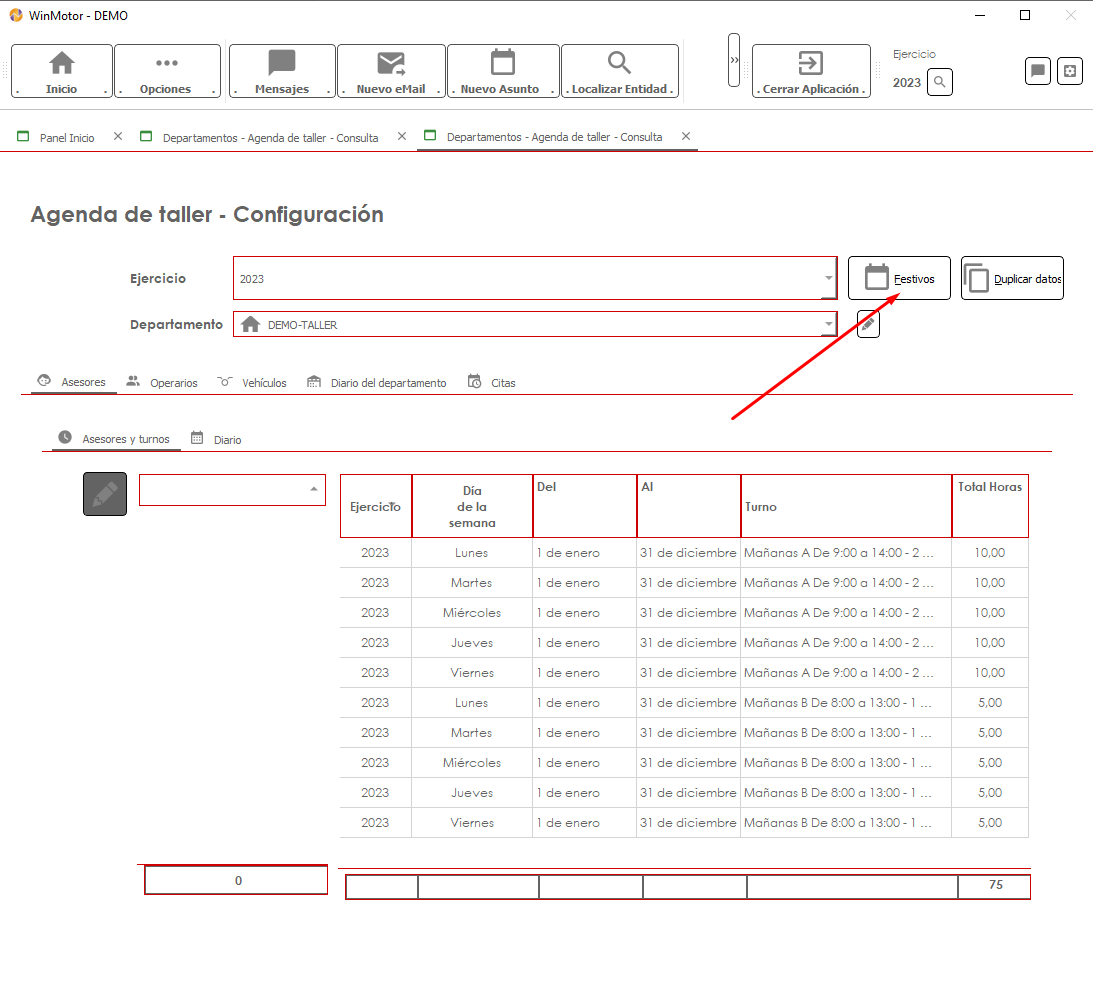 WinMotor - DEMO
. Inicio .
. Opciones .
. Mensajes .
. Nuevo eMail .
. Nuevo Asunto .
. Localizar Entidad .
»
. Cerrar Aplicación .
Ejercicio
2023
Panel Inicio
Departamentos - Agenda de taller - Consulta
Departamentos - Agenda de taller - Consulta
Agenda de taller - Configuración
Ejercicio 2023
Festivos
Duplicar datos
Departamento DEMO-TALLER
Asesores Operarios Vehículos Diario del departamento Citas
Asesores y turnos Diario
Ejercicio Día de la semana Del Al Turno Total Horas
2023 Lunes 1 de enero 31 de diciembre Mañanas A De 9:00 a 14:00 - 2 ... 10,00
2023 Martes 1 de enero 31 de diciembre Mañanas A De 9:00 a 14:00 - 2 ... 10,00
2023 Miércoles 1 de enero 31 de diciembre Mañanas A De 9:00 a 14:00 - 2 ... 10,00
2023 Jueves 1 de enero 31 de diciembre Mañanas A De 9:00 a 14:00 - 2 ... 10,00
2023 Viernes 1 de enero 31 de diciembre Mañanas A De 9:00 a 14:00 - 2 ... 10,00
2023 Lunes 1 de enero 31 de diciembre Mañanas B De 8:00 a 13:00 - 1 ... 5,00
2023 Martes 1 de enero 31 de diciembre Mañanas B De 8:00 a 13:00 - 1 ... 5,00
2023 Miércoles 1 de enero 31 de diciembre Mañanas B De 8:00 a 13:00 - 1 ... 5,00
2023 Jueves 1 de enero 31 de diciembre Mañanas B De 8:00 a 13:00 - 1 ... 5,00
2023 Viernes 1 de enero 31 de diciembre Mañanas B De 8:00 a 13:00 - 1 ... 5,00
0
75